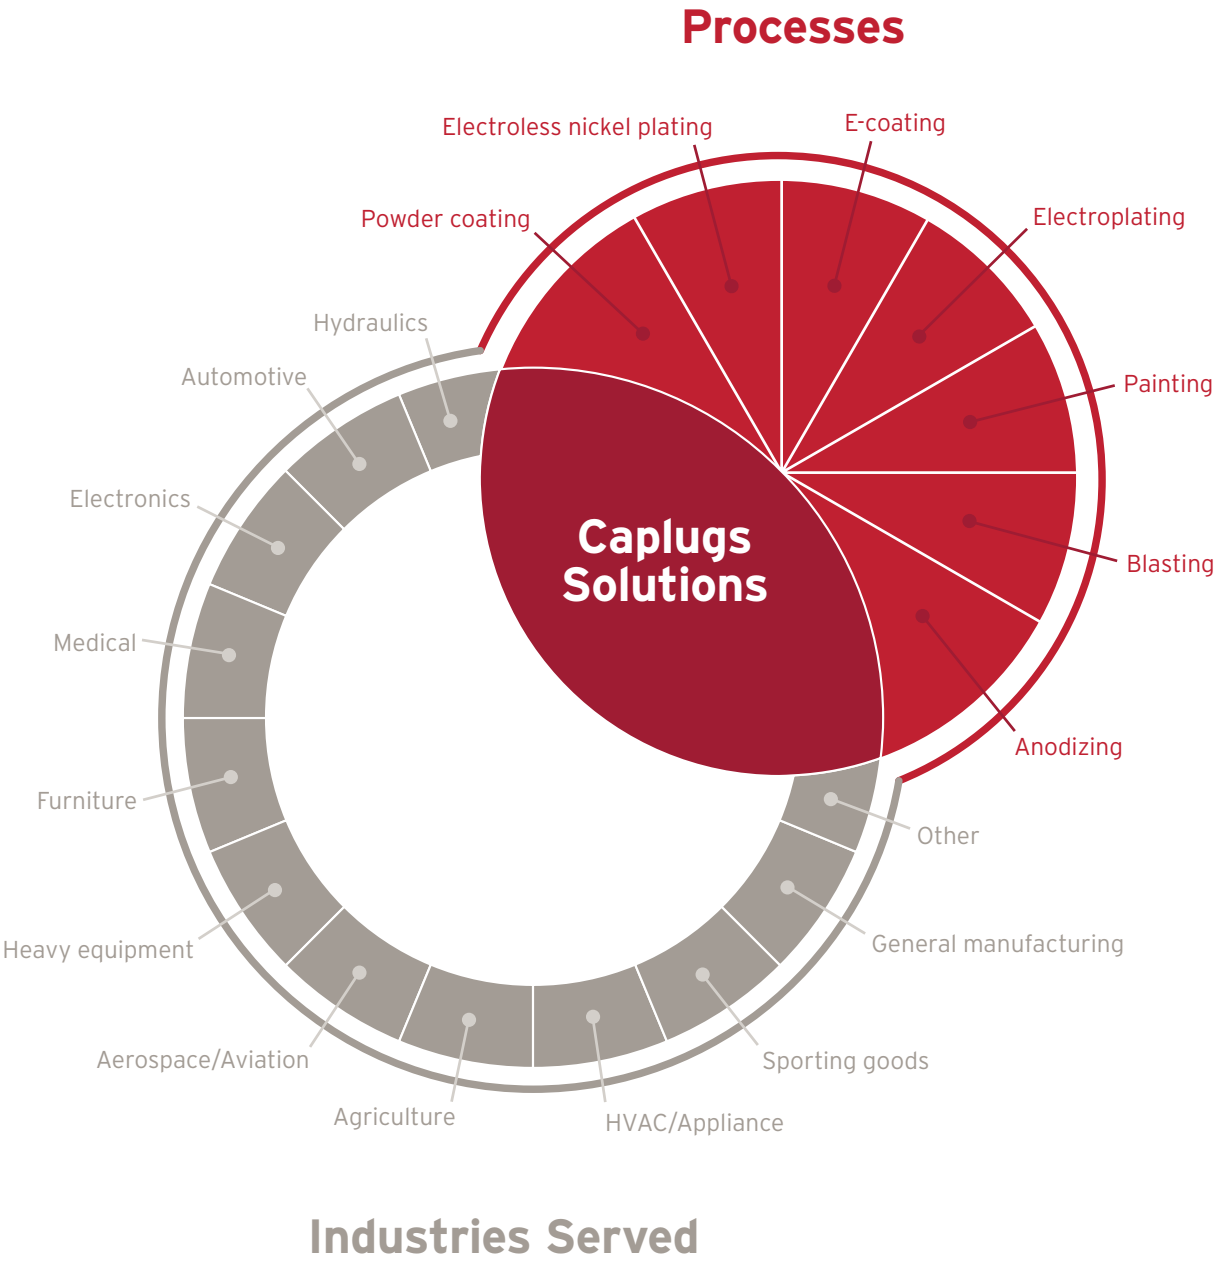 Processes
Electroless nickel plating
E-coating
Powder coating
Electroplating
Hydraulics
Automotive
Painting
Electronics
Caplugs
Solutions
Blasting
Medical
Anodizing
Furniture
Other
Heavy equipment
General manufacturing
Aerospace/Aviation
Sporting goods
Agriculture
HVAC/Appliance
Industries Served